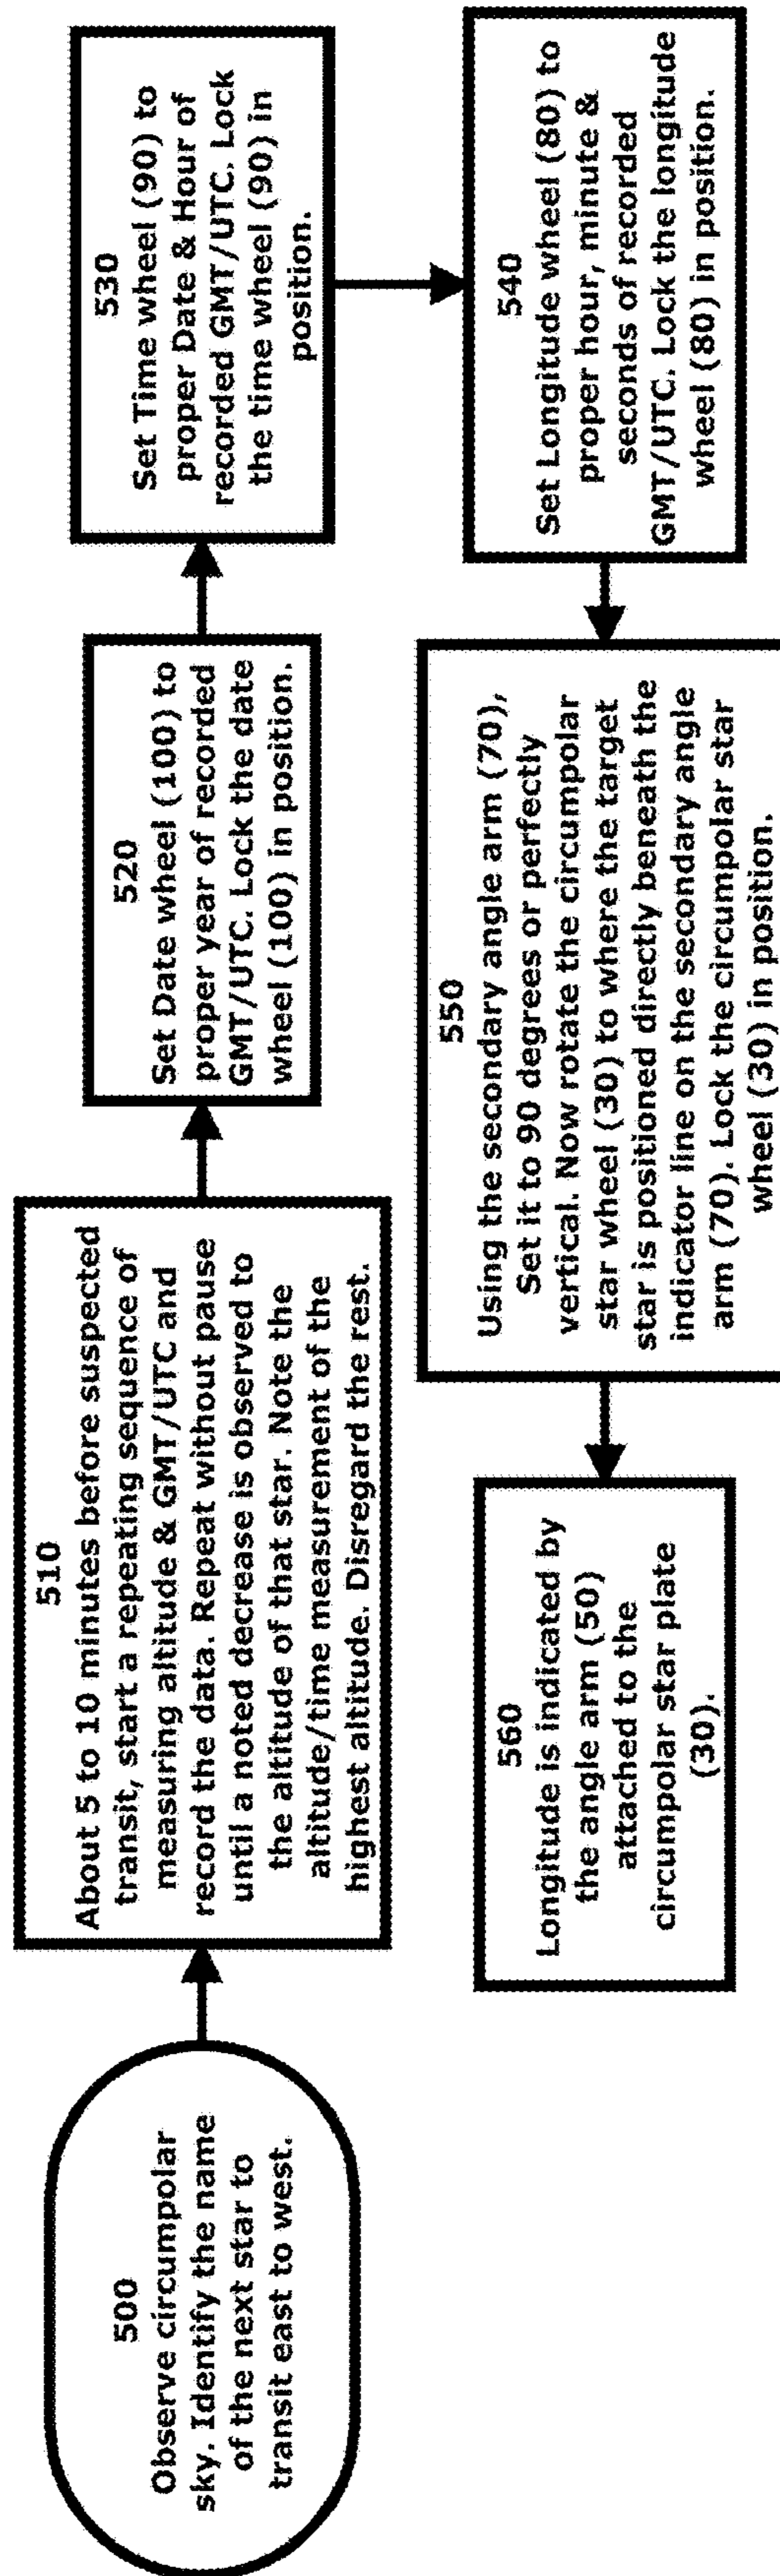 500
Observe circumpolar
sky. Identify the name
of the next star to
transit east to west.
510
About 5 to 10 minutes before suspected
transit, start a repeating sequence of
measuring altitude & GMT/UTC and
record the data. Repeat without pause
until a noted decrease is observed to
the altitude of that star. Note the
altitude/time measurement of the
highest altitude. Disregard the rest.
520
Set Date wheel (100) to
proper year of recorded
GMT/UTC. Lock the date
wheel (100) in position.
530
Set Time wheel (90) to
proper Date & Hour of
recorded GMT/UTC. Lock
the time wheel (90) in
position.
540
Set Longitude wheel (80) to
proper hour, minute &
seconds of recorded
GMT/UTC. Lock the longitude
wheel (80) in position.
550
Using the secondary angle arm (70),
Set it to 90 degrees or perfectly
vertical. Now rotate the circumpolar
star wheel (30) to where the target
star is positioned directly beneath the
indicator line on the secondary angle
arm (70). Lock the circumpolar star
wheel (30) in position.
560
Longitude is indicated by
the angle arm (50)
attached to the
circumpolar star plate
(30).